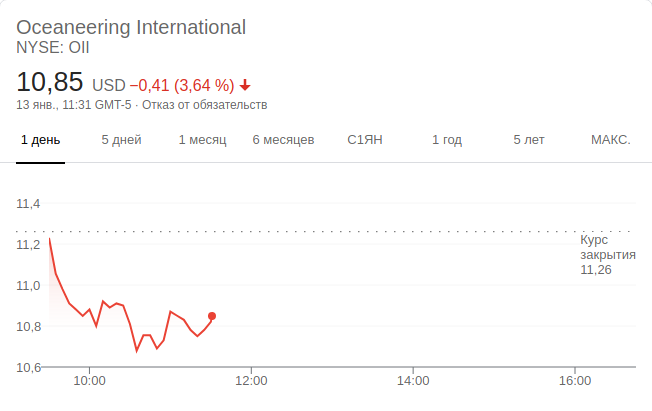 Oceaneering International
NYSE: OII
10,85 USD −0,41 (3,64 %)
13 янв., 11:31 GMT-5 · Отказ от обязательств
1 день 5 дней 1 месяц 6 месяцев С1ЯН 1 год 5 лет МАКС.
11,4
Курс
закрытия
11,26
11,2
11,0
10,8
10,6
10:00 12:00 14:00 16:00